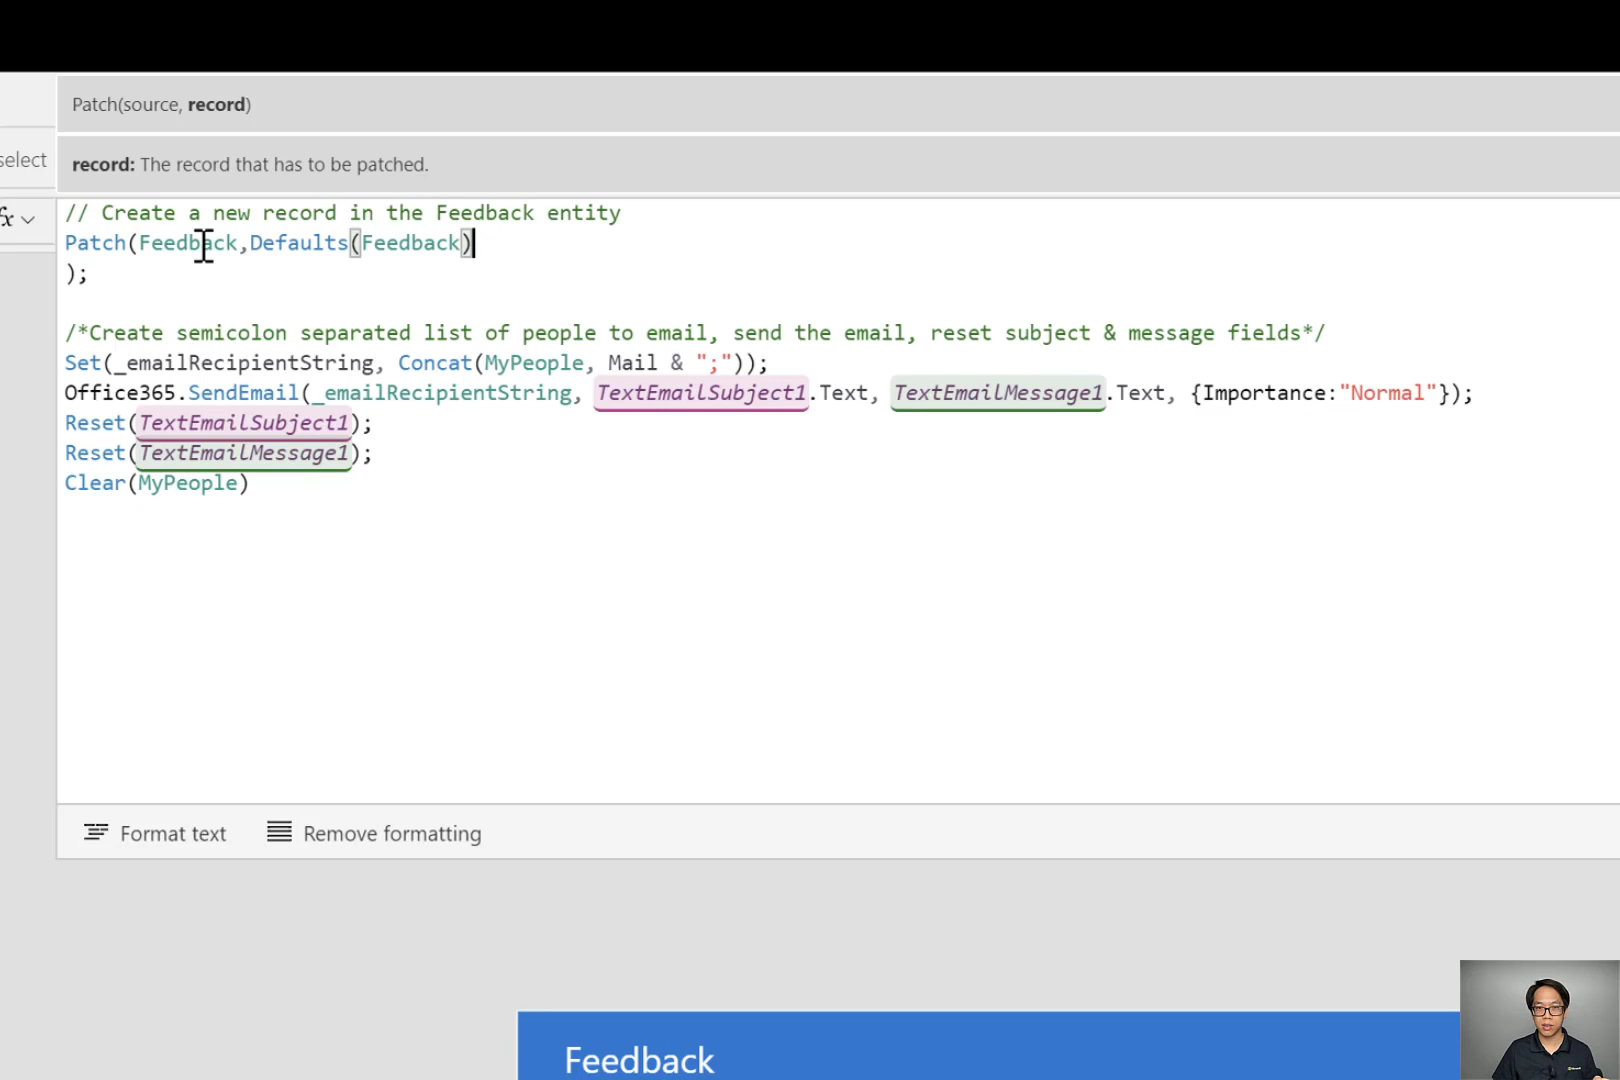 Patch(source, record)
select
record: The record that has to be patched.
fx
// Create a new record in the Feedback entity
Patch(Feedback,Defaults(Feedback)
);
/*Create semicolon separated list of people to email, send the email, reset subject & message fields*/
Set(_emailRecipientString, Concat(MyPeople, Mail & ";"));
Office365.SendEmail(_emailRecipientString, TextEmailSubject1.Text, TextEmailMessage1.Text, {Importance:"Normal"});
Reset(TextEmailSubject1);
Reset(TextEmailMessage1);
Clear(MyPeople)
Format text
Remove formatting
Feedback